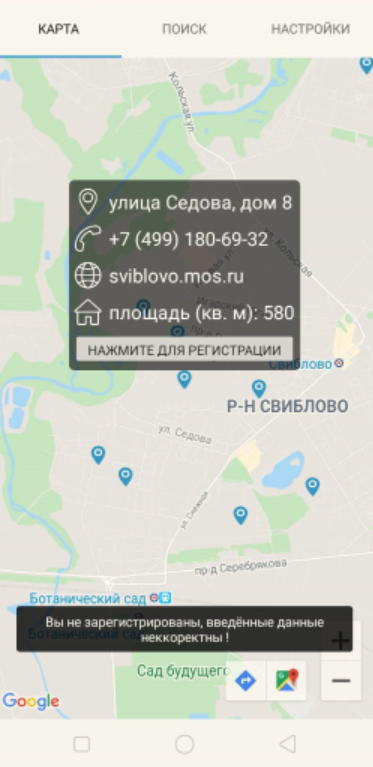 КАРТА
ПОИСК
НАСТРОЙКИ
Кольская ул.
улица Седова, дом 8
+7 (499) 180-69-32
sviblovo.mos.ru
площадь (кв. м): 580
НАЖМИТЕ ДЛЯ РЕГИСТРАЦИИ
Свиблово
Р-Н СВИБЛОВО
ул. Седова
ул. Снежная
пр-д Серебрякова
Ботанический сад
Вы не зарегистрированы, введённые данные
неккоректны !
Сад будущего
Google